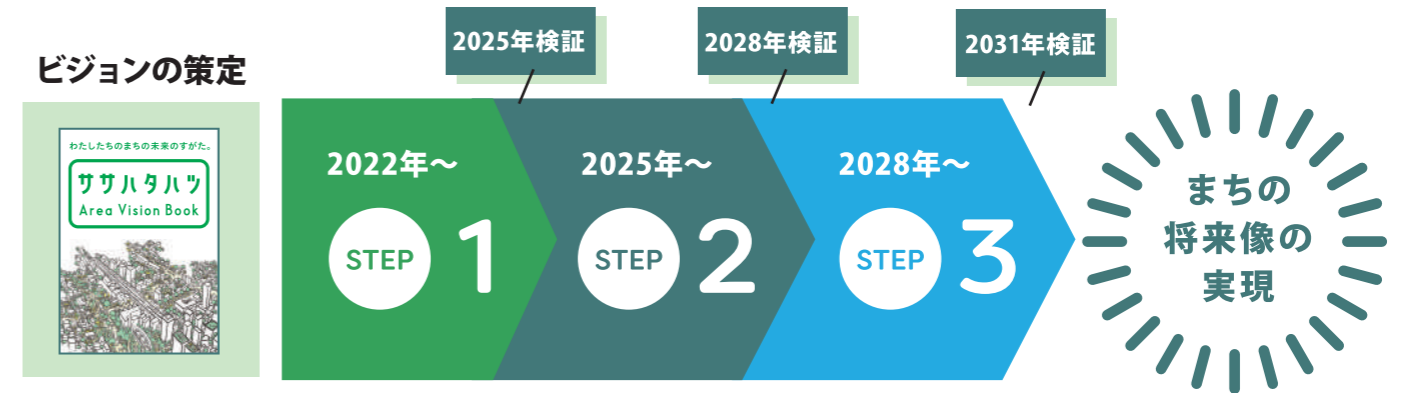 ビジョンの策定
わたしたちのまちの未来のすがた。
ササハタハツ
Area Vision Book
2025年検証
2028年検証
2031年検証
2022年～
STEP 1
2025年～
STEP 2
2028年～
STEP 3
まちの
将来像の
実現